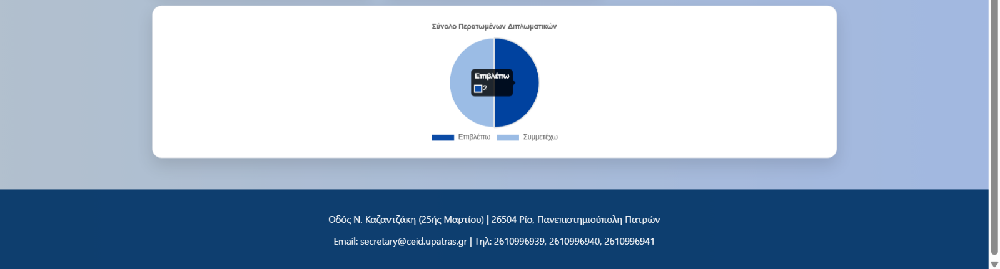 Σύνολο Περατωμένων Διπλωματικών
Επιβλέπω
2
Επιβλέπω Συμμετέχω
Οδός Ν. Καζαντζάκη (25ής Μαρτίου) | 26504 Ρίο, Πανεπιστημιούπολη Πατρών
Email: secretary@ceid.upatras.gr | Τηλ: 2610996939, 2610996940, 2610996941